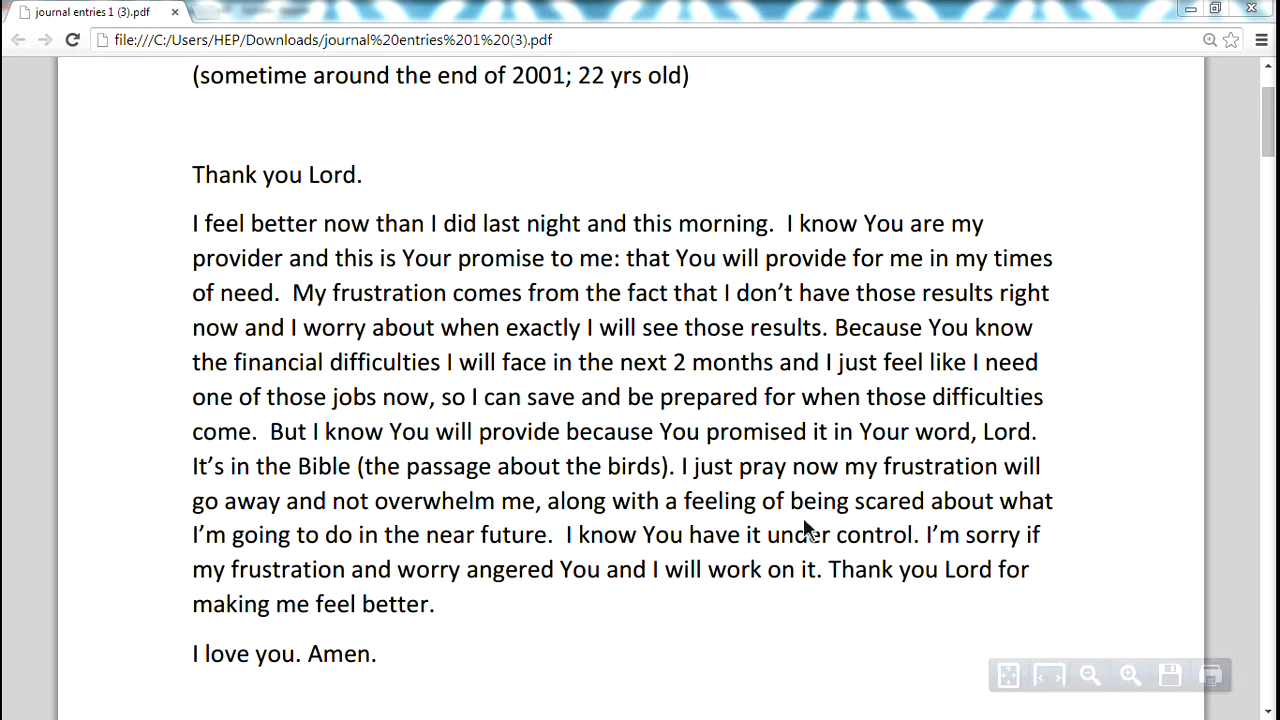 journal entries 1 (3).pdf
file:///C:/Users/HEP/Downloads/journal%20entries%201%20(3).pdf
(sometime around the end of 2001; 22 yrs old)
Thank you Lord.
I feel better now than I did last night and this morning.  I know You are my
provider and this is Your promise to me: that You will provide for me in my times
of need.  My frustration comes from the fact that I don’t have those results right
now and I worry about when exactly I will see those results. Because You know
the financial difficulties I will face in the next 2 months and I just feel like I need
one of those jobs now, so I can save and be prepared for when those difficulties
come.  But I know You will provide because You promised it in Your word, Lord.
It’s in the Bible (the passage about the birds). I just pray now my frustration will
go away and not overwhelm me, along with a feeling of being scared about what
I’m going to do in the near future.  I know You have it under control. I’m sorry if
my frustration and worry angered You and I will work on it. Thank you Lord for
making me feel better.
I love you. Amen.